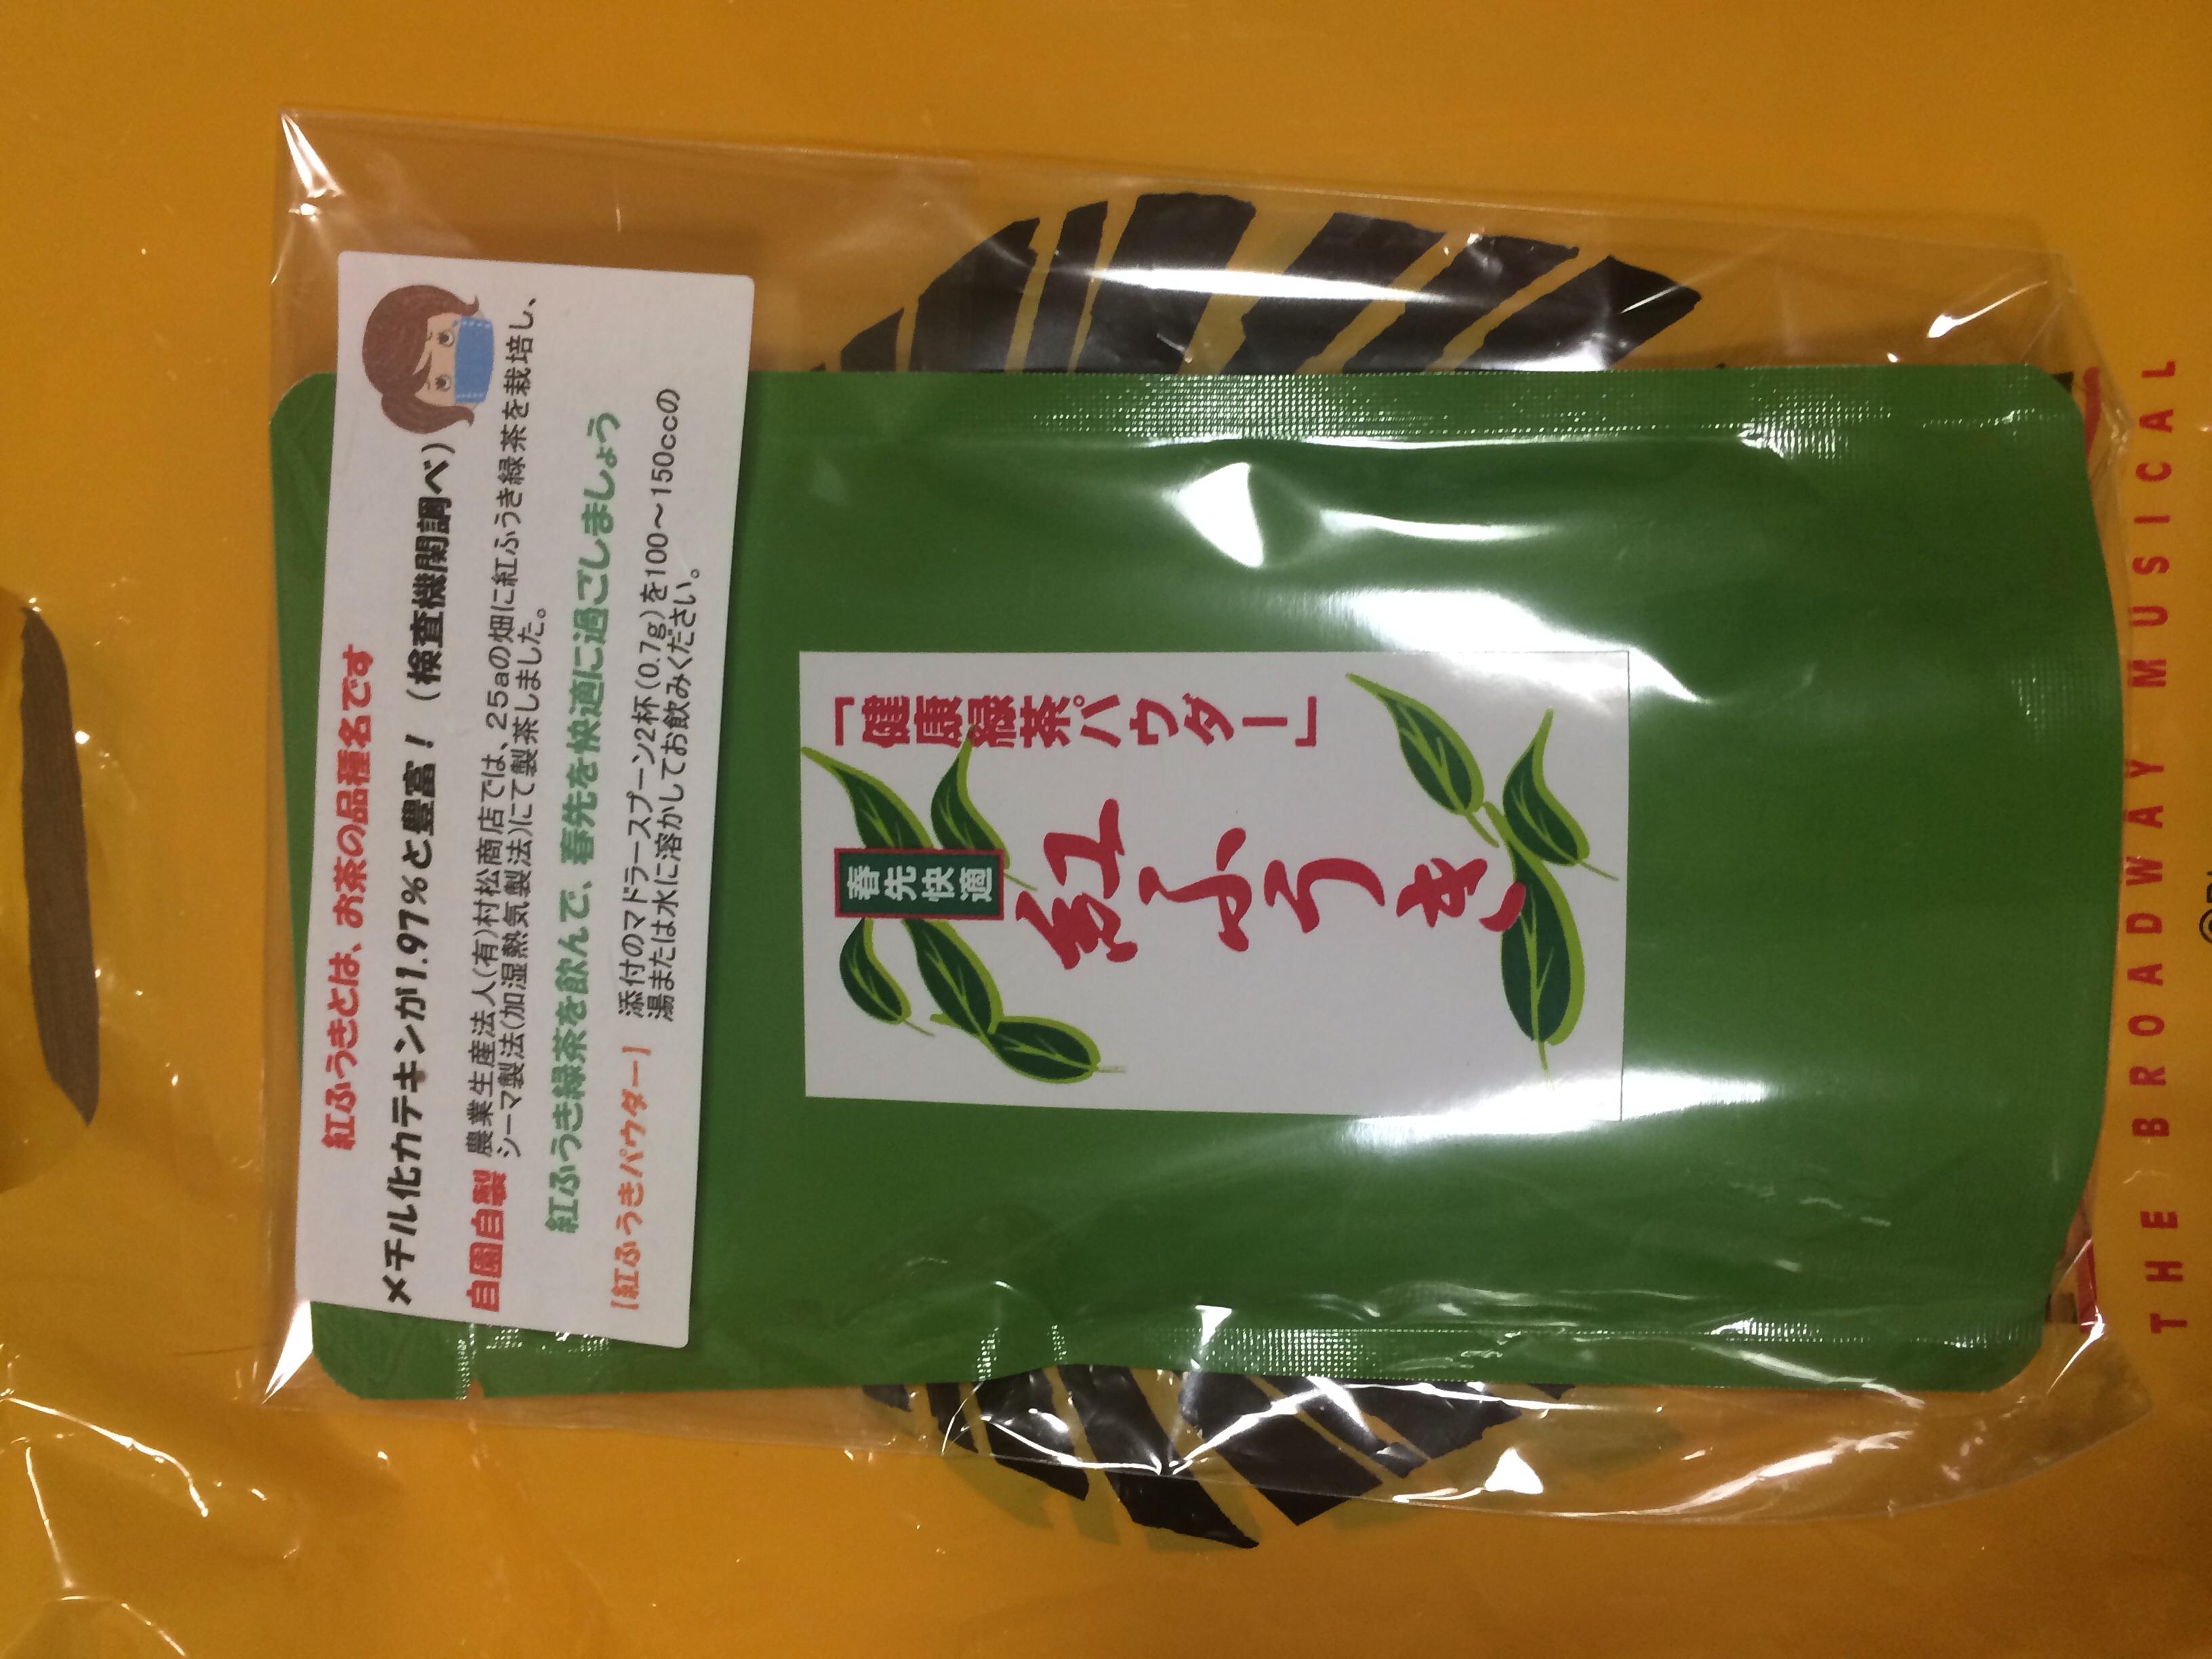 紅ふうきとは、お茶の品種名です
メチル化カテキンが1.97%と豊富！（検査機関調べ）
自園自製 農業生産法人(有)村松商店では、25aの畑に紅ふうき緑茶を栽培し、
シーマ製法(加湿熱気製法)にて製茶しました。
紅ふうき緑茶を飲んで、春先を快適に過ごしましょう
【紅ふうきパウダー】 添付のマドラースプーン2杯(0.7g)を100～150ccの
湯または水に溶かしてお飲みください。
「健康緑茶パウダー」
春先快適
紅ふうき
THE BROADWAY MUSICAL